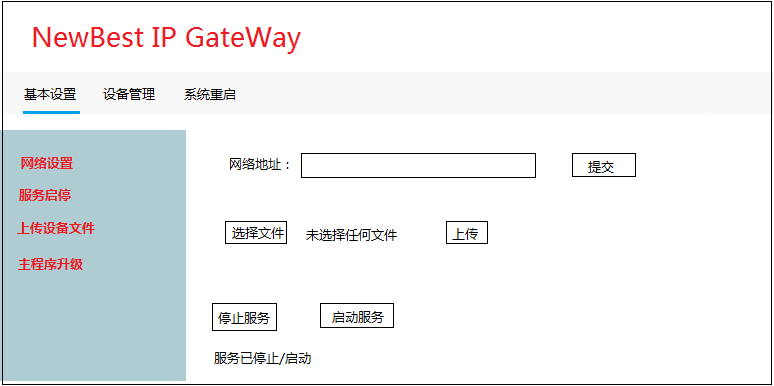 NewBest IP GateWay
基本设置 设备管理 系统重启
网络设置
服务启停
上传设备文件
主程序升级
网络地址： 提交
选择文件 未选择任何文件 上传
停止服务 启动服务
服务已停止/启动